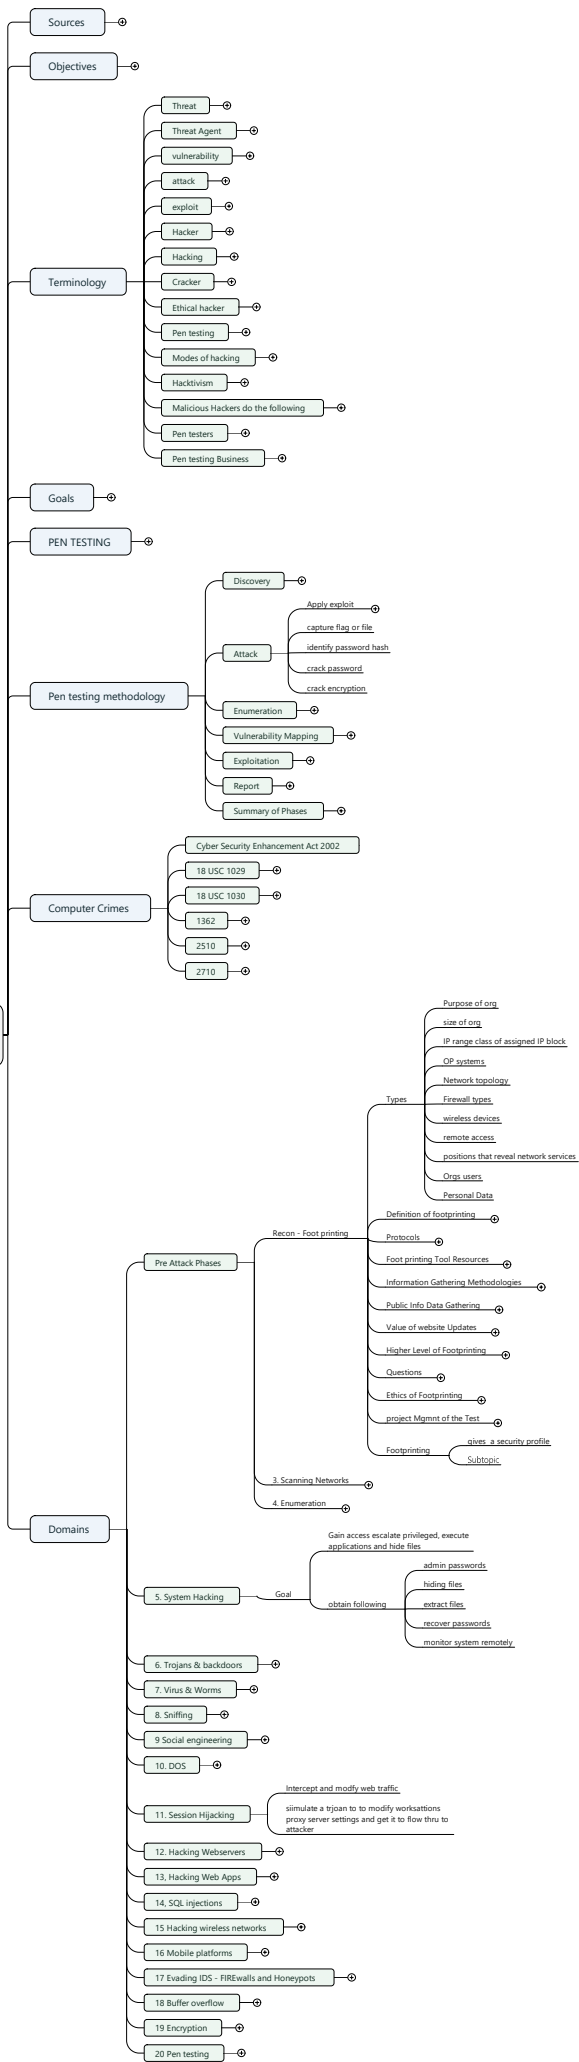 Sources
Objectives
Threat
Threat Agent
vulnerability
attack
exploit
Hacker
Hacking
Terminology
Cracker
Ethical hacker
Pen testing
Modes of hacking
Hacktivism
Malicious Hackers do the following
Pen testers
Pen testing Business
Goals
PEN TESTING
Discovery
Apply exploit
capture flag or file
Attack
identify password hash
crack password
crack encryption
Pen testing methodology
Enumeration
Vulnerability Mapping
Exploitation
Report
Summary of Phases
Cyber Security Enhancement Act 2002
18 USC 1029
18 USC 1030
Computer Crimes
1362
2510
2710
Purpose of org
size of org
IP range class of assigned IP block
OP systems
Network topology
Types
Firewall types
wireless devices
remote access
positions that reveal network services
Orgs users
Personal Data
Definition of footprinting
Recon - Foot printing
Protocols
Pre Attack Phases
Foot printing Tool Resources
Information Gathering Methodologies
Public Info Data Gathering
Value of website Updates
Higher Level of Footprinting
Questions
Ethics of Footprinting
project Mgmnt of the Test
Footprinting
gives a security profile
Subtopic
3. Scanning Networks
4. Enumeration
Domains
Gain access escalate privileged, execute
applications and hide files
5. System Hacking
Goal
admin passwords
hiding files
obtain following
extract files
recover passwords
monitor system remotely
6. Trojans & backdoors
7. Virus & Worms
8. Sniffing
9 Social engineering
10. DOS
Intercept and modfy web traffic
11. Session Hijacking
siimulate a trjoan to to modify worksattions
proxy server settings and get it to flow thru to
attacker
12. Hacking Webservers
13, Hacking Web Apps
14, SQL injections
15 Hacking wireless networks
16 Mobile platforms
17 Evading IDS - FIREwalls and Honeypots
18 Buffer overflow
19 Encryption
20 Pen testing